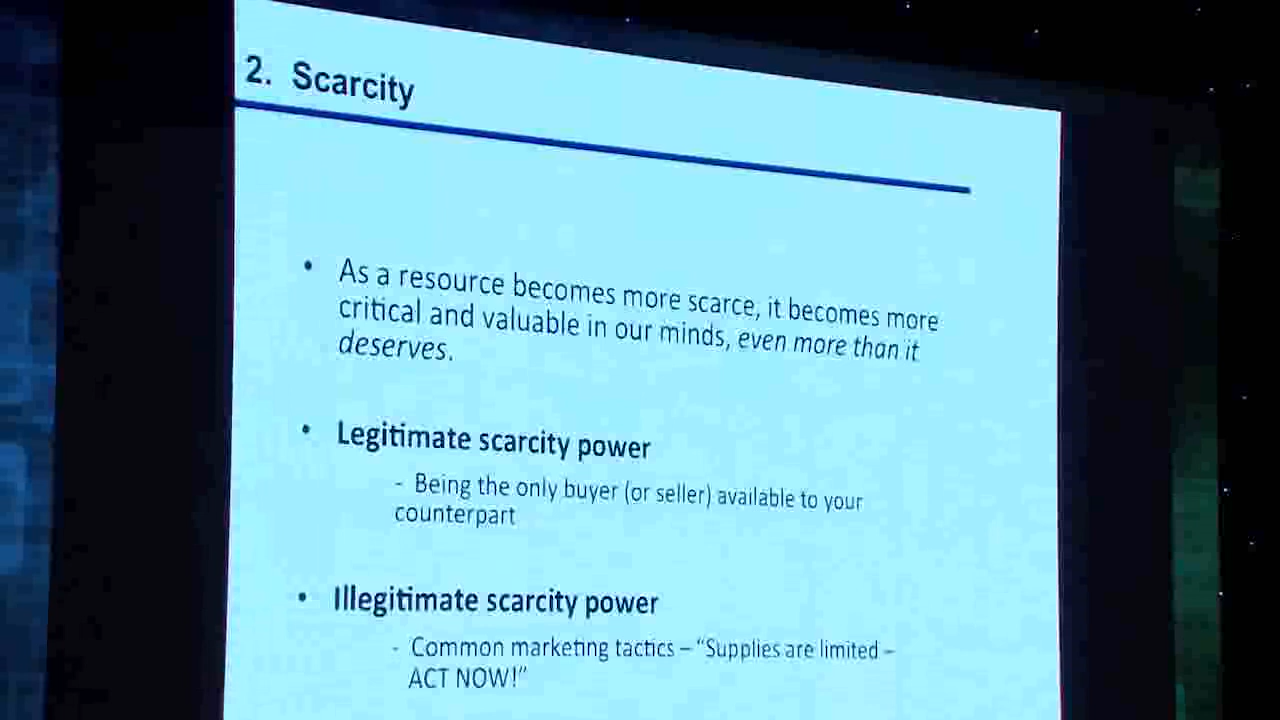 2. Scarcity
• As a resource becomes more scarce, it becomes more
critical and valuable in our minds, even more than it
deserves.
• Legitimate scarcity power
- Being the only buyer (or seller) available to your
counterpart
• Illegitimate scarcity power
- Common marketing tactics – “Supplies are limited –
ACT NOW!”